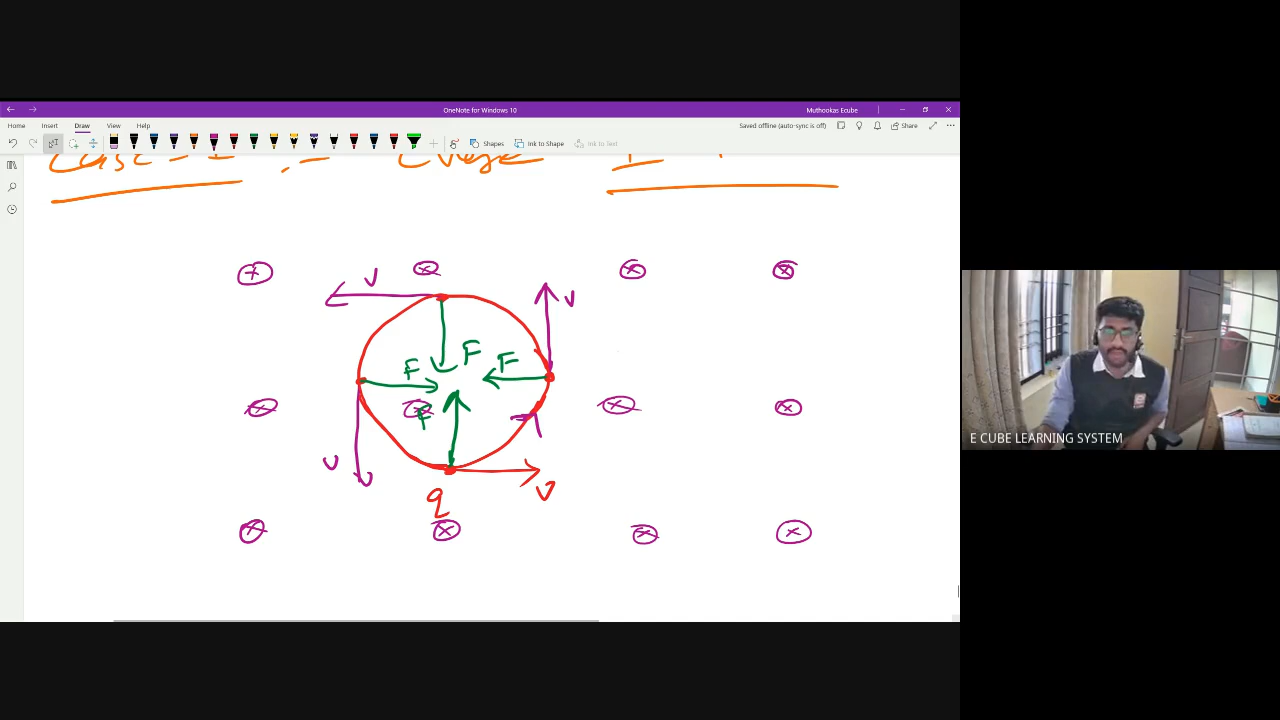 OneNote for Windows 10
Muthookas Ecube
Home Insert Draw View Help
Saved offline (auto-sync is off)
Share
Shapes
Ink to Shape
Ink to Text
V
V
F
F
F
F
V
V
q
E CUBE LEARNING SYSTEM